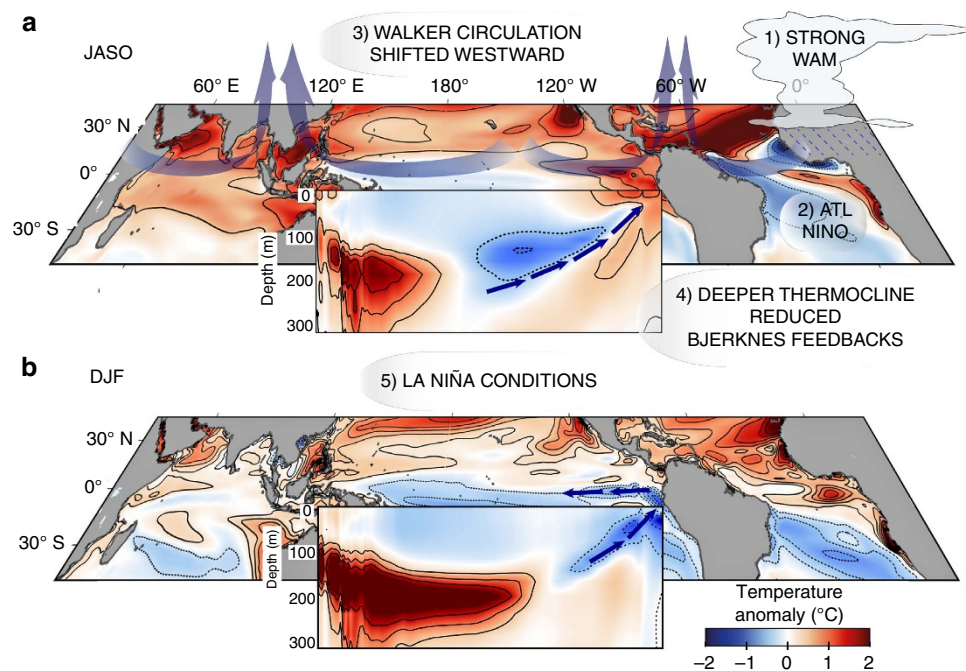 a
JASO
3) WALKER CIRCULATION
SHIFTED WESTWARD
1) STRONG
WAM
60° E
120° E
180°
120° W
60° W
0°
30° N
0°
30° S
2) ATL
NINO
Depth (m)
0
100
200
300
4) DEEPER THERMOCLINE
REDUCED
BJERKNES FEEDBACKS
b
DJF
5) LA NIÑA CONDITIONS
30° N
0°
30° S
Depth (m)
0
100
200
300
Temperature
anomaly (°C)
−2 −1 0 1 2